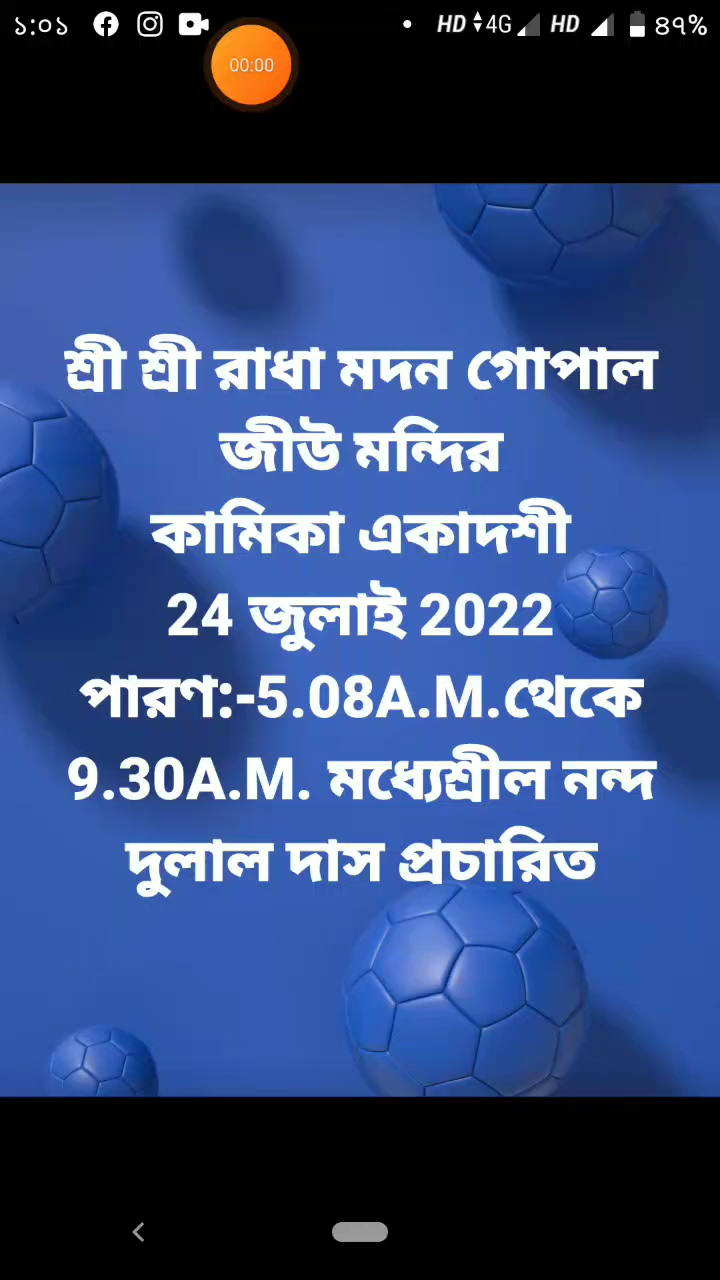 ১:০১ HD 4G HD ৪৭%
00:00
শ্রী শ্রী রাধা মদন গোপাল
জীউ মন্দির
কামিকা একাদশী
24 জুলাই 2022
পারণ:-5.08A.M.থেকে
9.30A.M. মধ্যেশ্রীল নন্দ
দুলাল দাস প্রচারিত